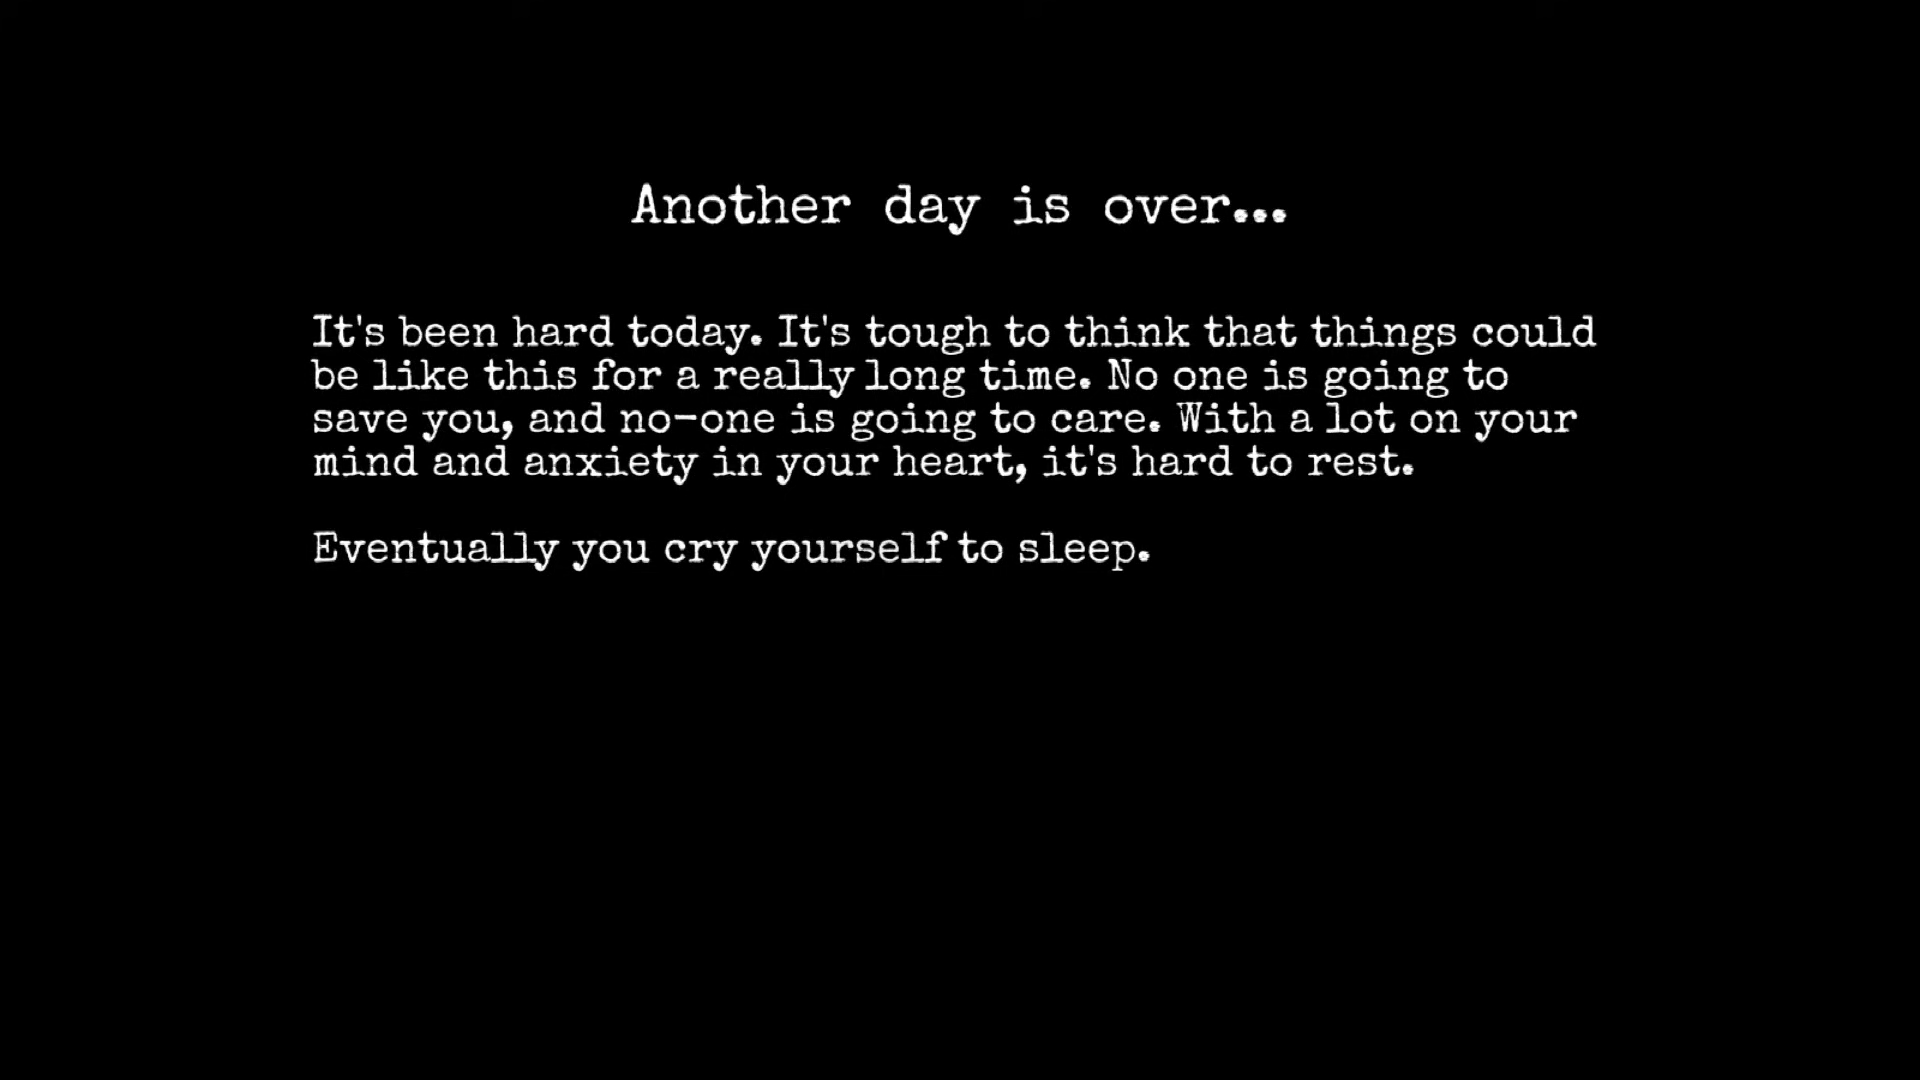 Another day is over...
It's been hard today. It's tough to think that things could
be like this for a really long time. No one is going to
save you, and no-one is going to care. With a lot on your
mind and anxiety in your heart, it's hard to rest.
Eventually you cry yourself to sleep.